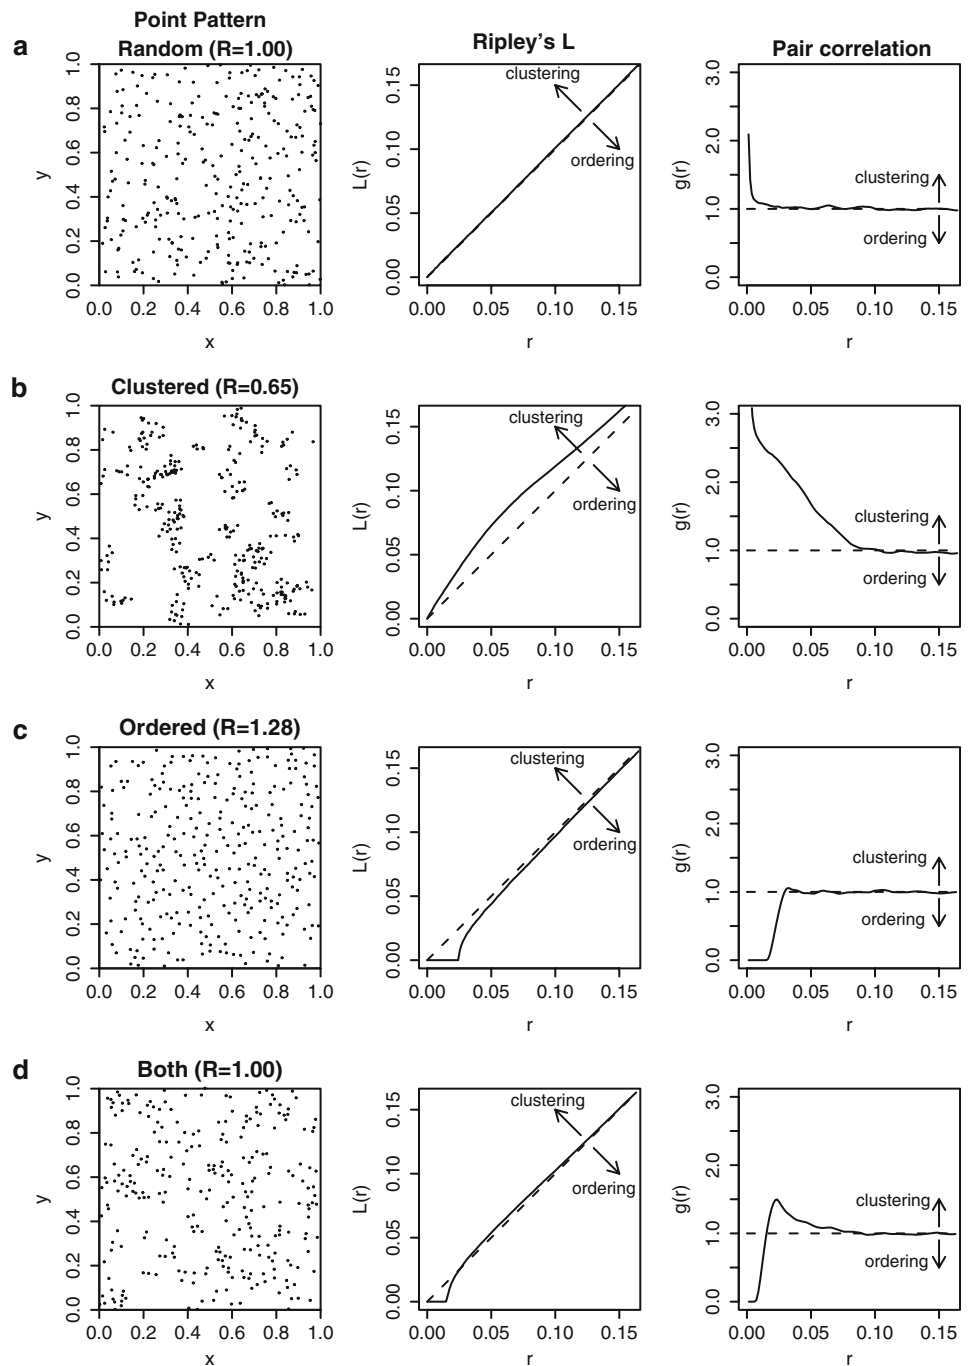 Point Pattern
a Random (R=1.00) Ripley's L Pair correlation
y 0.0 0.2 0.4 0.6 0.8 1.0
0.0 0.2 0.4 0.6 0.8 1.0
x
L(r) 0.00 0.05 0.10 0.15
clustering
ordering
0.00 0.05 0.10 0.15
r
g(r) 0.0 1.0 2.0 3.0
clustering
ordering
0.00 0.05 0.10 0.15
r
b Clustered (R=0.65)
y 0.0 0.2 0.4 0.6 0.8 1.0
0.0 0.2 0.4 0.6 0.8 1.0
x
L(r) 0.00 0.05 0.10 0.15
clustering
ordering
0.00 0.05 0.10 0.15
r
g(r) 0.0 1.0 2.0 3.0
clustering
ordering
0.00 0.05 0.10 0.15
r
c Ordered (R=1.28)
y 0.0 0.2 0.4 0.6 0.8 1.0
0.0 0.2 0.4 0.6 0.8 1.0
x
L(r) 0.00 0.05 0.10 0.15
clustering
ordering
0.00 0.05 0.10 0.15
r
g(r) 0.0 1.0 2.0 3.0
clustering
ordering
0.00 0.05 0.10 0.15
r
d Both (R=1.00)
y 0.0 0.2 0.4 0.6 0.8 1.0
0.0 0.2 0.4 0.6 0.8 1.0
x
L(r) 0.00 0.05 0.10 0.15
clustering
ordering
0.00 0.05 0.10 0.15
r
g(r) 0.0 1.0 2.0 3.0
clustering
ordering
0.00 0.05 0.10 0.15
r